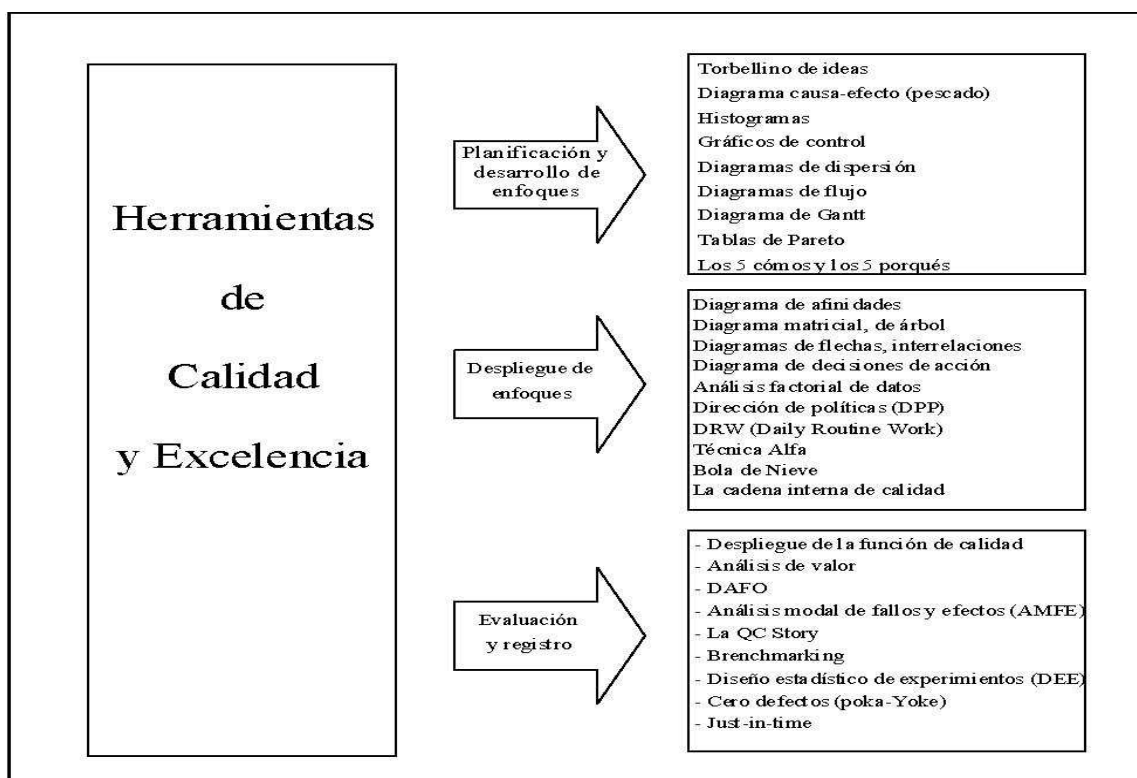 Herramientas
de
Calidad
y Excelencia
Planificación y
desarrollo de
enfoques
Torbellino de ideas
Diagrama causa-efecto (pescado)
Histogramas
Gráficos de control
Diagramas de dispersión
Diagramas de flujo
Diagrama de Gantt
Tablas de Pareto
Los 5 cómos y los 5 porqués
Despliegue de
enfoques
Diagrama de afinidades
Diagrama matricial, de árbol
Diagramas de flechas, interrelaciones
Diagrama de decisiones de acción
Análisis factorial de datos
Dirección de políticas (DPP)
DRW (Daily Routine Work)
Técnica Alfa
Bola de Nieve
La cadena interna de calidad
Evaluación
y registro
- Despliegue de la función de calidad
- Análisis de valor
- DAFO
- Análisis modal de fallos y efectos (AMFE)
- La QC Story
- Brenchmarking
- Diseño estadístico de experimentos (DEE)
- Cero defectos (poka-Yoke)
- Just-in-time